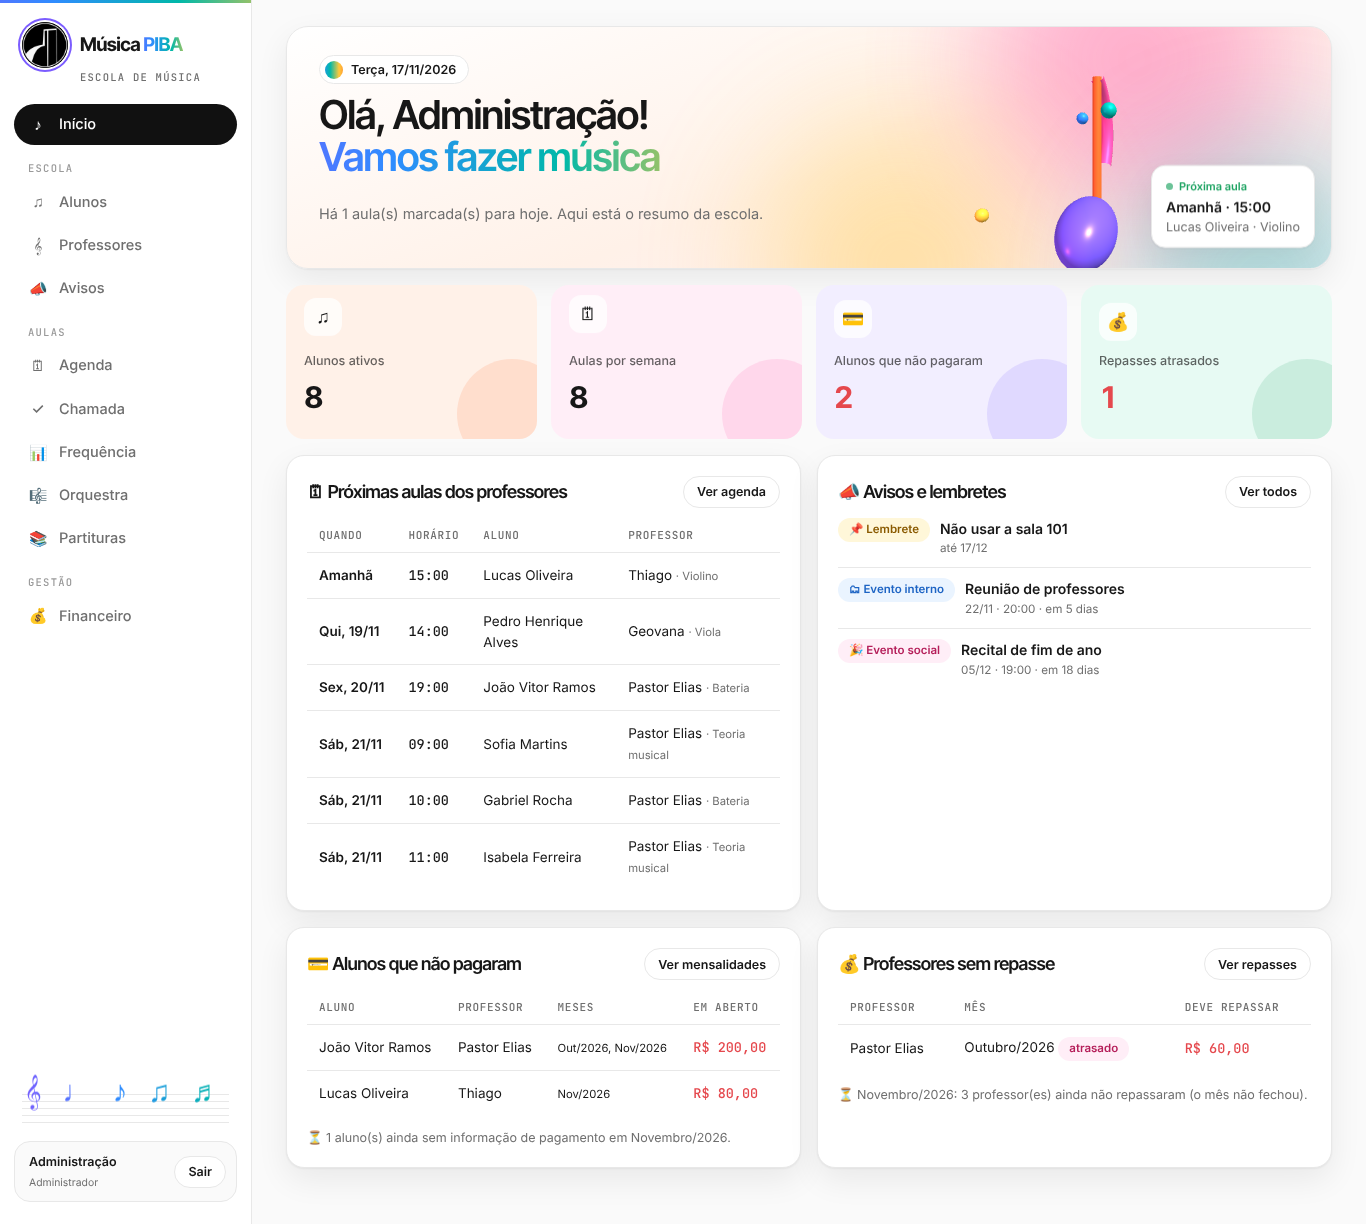 Música PIBA
ESCOLA DE MÚSICA
Início
ESCOLA
Alunos
Professores
Avisos
AULAS
Agenda
Chamada
Frequência
Orquestra
Partituras
GESTÃO
Financeiro
Administração
Administrador
Sair
Terça, 17/11/2026
Olá, Administração!
Vamos fazer música
Há 1 aula(s) marcada(s) para hoje. Aqui está o resumo da escola.
Próxima aula
Amanhã · 15:00
Lucas Oliveira · Violino
Alunos ativos
8
Aulas por semana
8
Alunos que não pagaram
2
Repasses atrasados
1
Próximas aulas dos professores
Ver agenda
QUANDO HORÁRIO ALUNO PROFESSOR
Amanhã 15:00 Lucas Oliveira Thiago · Violino
Qui, 19/11 14:00 Pedro Henrique Alves Geovana · Viola
Sex, 20/11 19:00 João Vitor Ramos Pastor Elias · Bateria
Sáb, 21/11 09:00 Sofia Martins Pastor Elias · Teoria musical
Sáb, 21/11 10:00 Gabriel Rocha Pastor Elias · Bateria
Sáb, 21/11 11:00 Isabela Ferreira Pastor Elias · Teoria musical
Avisos e lembretes
Ver todos
Lembrete Não usar a sala 101
até 17/12
Evento interno Reunião de professores
22/11 · 20:00 · em 5 dias
Evento social Recital de fim de ano
05/12 · 19:00 · em 18 dias
Alunos que não pagaram
Ver mensalidades
ALUNO PROFESSOR MESES EM ABERTO
João Vitor Ramos Pastor Elias Out/2026, Nov/2026 R$ 200,00
Lucas Oliveira Thiago Nov/2026 R$ 80,00
1 aluno(s) ainda sem informação de pagamento em Novembro/2026.
Professores sem repasse
Ver repasses
PROFESSOR MÊS DEVE REPASSAR
Pastor Elias Outubro/2026 atrasado R$ 60,00
Novembro/2026: 3 professor(es) ainda não repassaram (o mês não fechou).